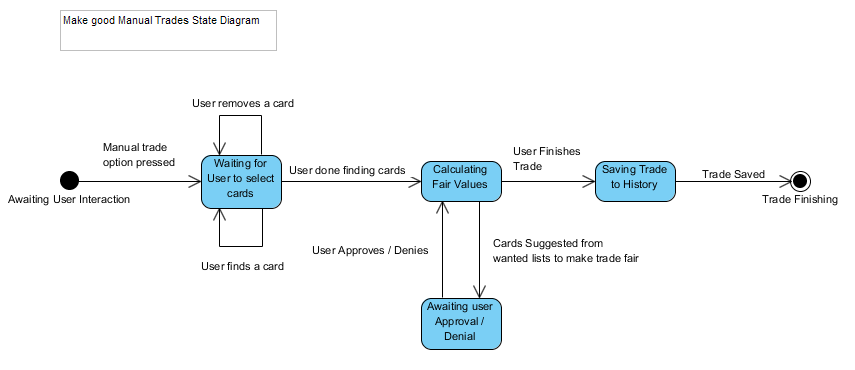 Make good Manual Trades State Diagram
User removes a card
Manual trade
option pressed
Awaiting User Interaction
Waiting for
User to select
cards
User finds a card
User done finding cards
Calculating
Fair Values
User Finishes
Trade
Saving Trade
to History
Trade Saved
Trade Finishing
User Approves / Denies
Cards Suggested from
wanted lists to make trade fair
Awaiting user
Approval /
Denial